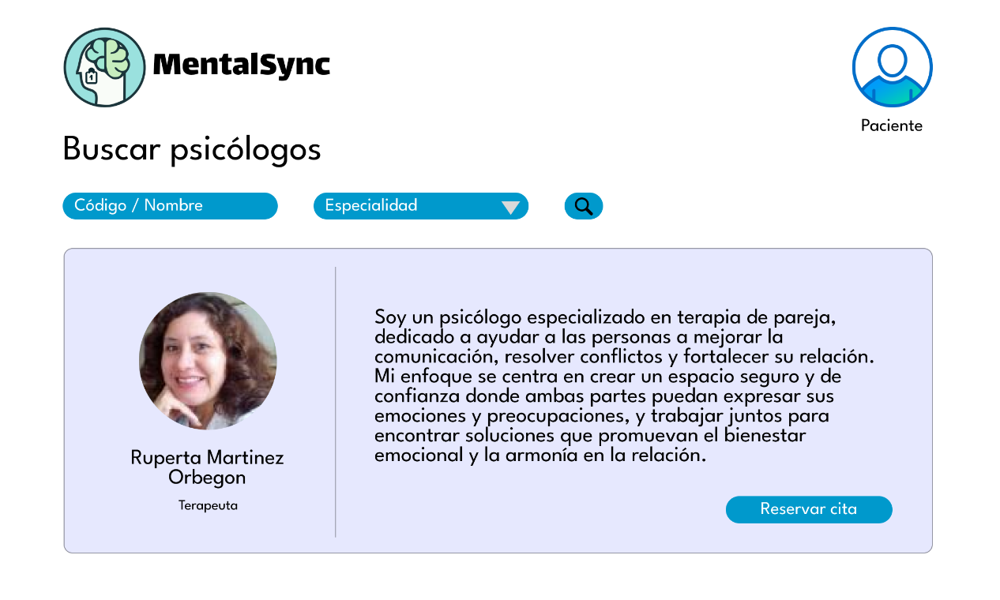 MentalSync
Paciente
Buscar psicólogos
Código / Nombre
Especialidad
Soy un psicólogo especializado en terapia de pareja,
dedicado a ayudar a las personas a mejorar la
comunicación, resolver conflictos y fortalecer su relación.
Mi enfoque se centra en crear un espacio seguro y de
confianza donde ambas partes puedan expresar sus
emociones y preocupaciones, y trabajar juntos para
encontrar soluciones que promuevan el bienestar
emocional y la armonía en la relación.
Ruperta Martinez
Orbegon
Terapeuta
Reservar cita